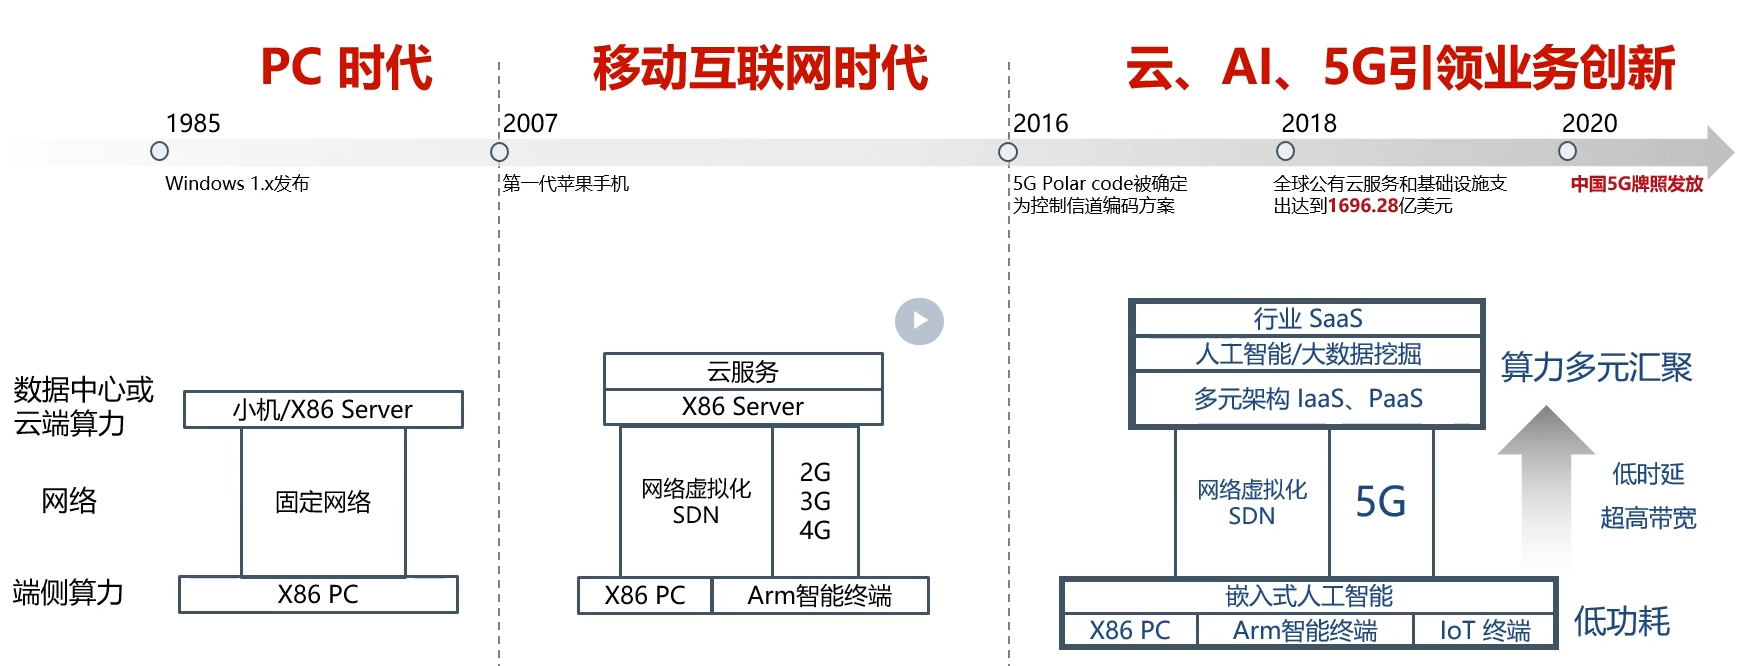 PC 时代
移动互联网时代
云、AI、5G引领业务创新
1985
2007
2016
2018
2020
Windows 1.x发布
第一代苹果手机
5G Polar code被确定
为控制信道编码方案
全球公有云服务和基础设施支
出达到1696.28亿美元
中国5G牌照发放
数据中心或
云端算力
网络
端侧算力
小机/X86 Server
固定网络
X86 PC
云服务
X86 Server
网络虚拟化
SDN
2G
3G
4G
X86 PC
Arm智能终端
行业 SaaS
人工智能/大数据挖掘
多元架构 IaaS、PaaS
网络虚拟化
SDN
5G
嵌入式人工智能
X86 PC
Arm智能终端
IoT 终端
算力多元汇聚
低时延
超高带宽
低功耗